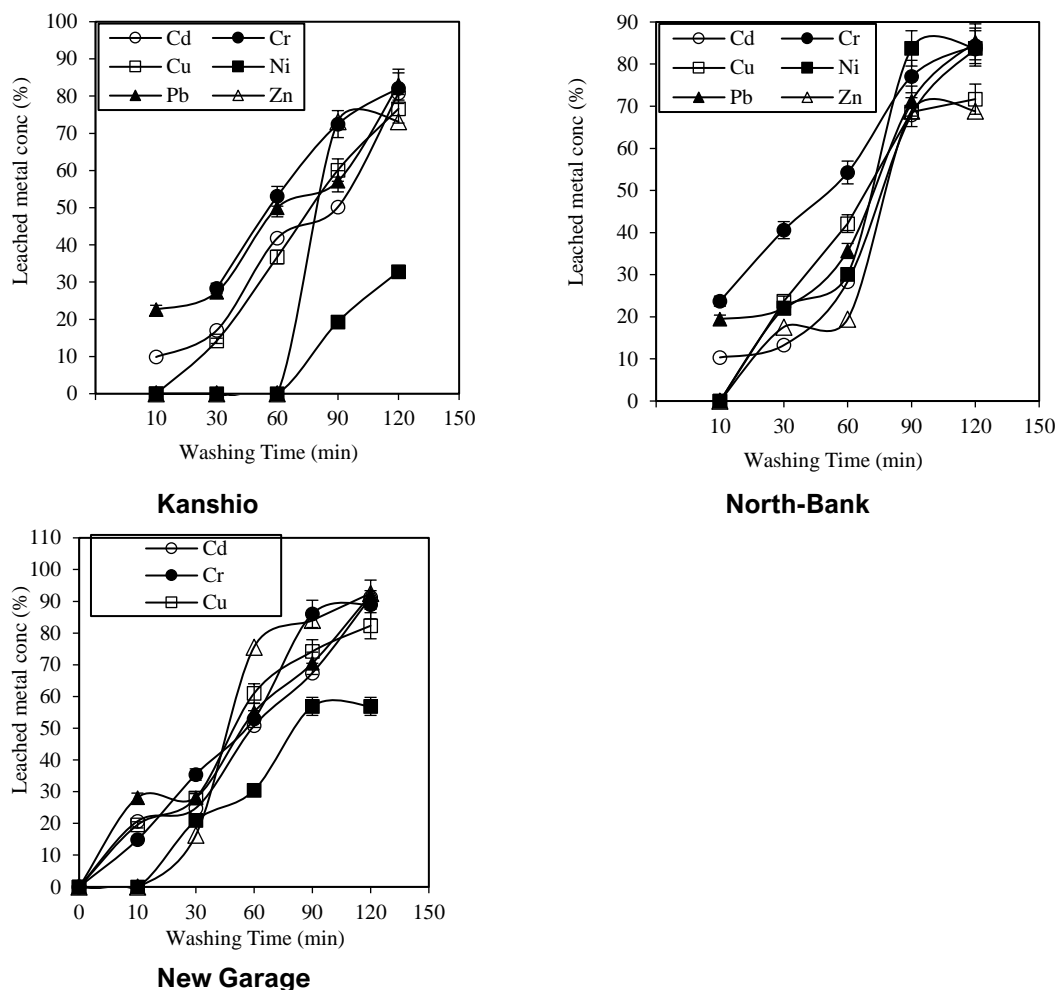 100
90
80
70
60
50
40
30
20
10
0
Leached metal conc (%)
Cd Cr
Cu Ni
Pb Zn
10 30 60 90 120 150
Washing Time (min)
Kanshio
90
80
70
60
50
40
30
20
10
0
Leached metal conc (%)
Cd Cr
Cu Ni
Pb Zn
10 30 60 90 120 150
Washing Time (min)
North-Bank
110
100
90
80
70
60
50
40
30
20
10
0
Leached metal conc (%)
Cd
Cr
Cu
0 10 30 60 90 120 150
Washing Time (min)
New Garage